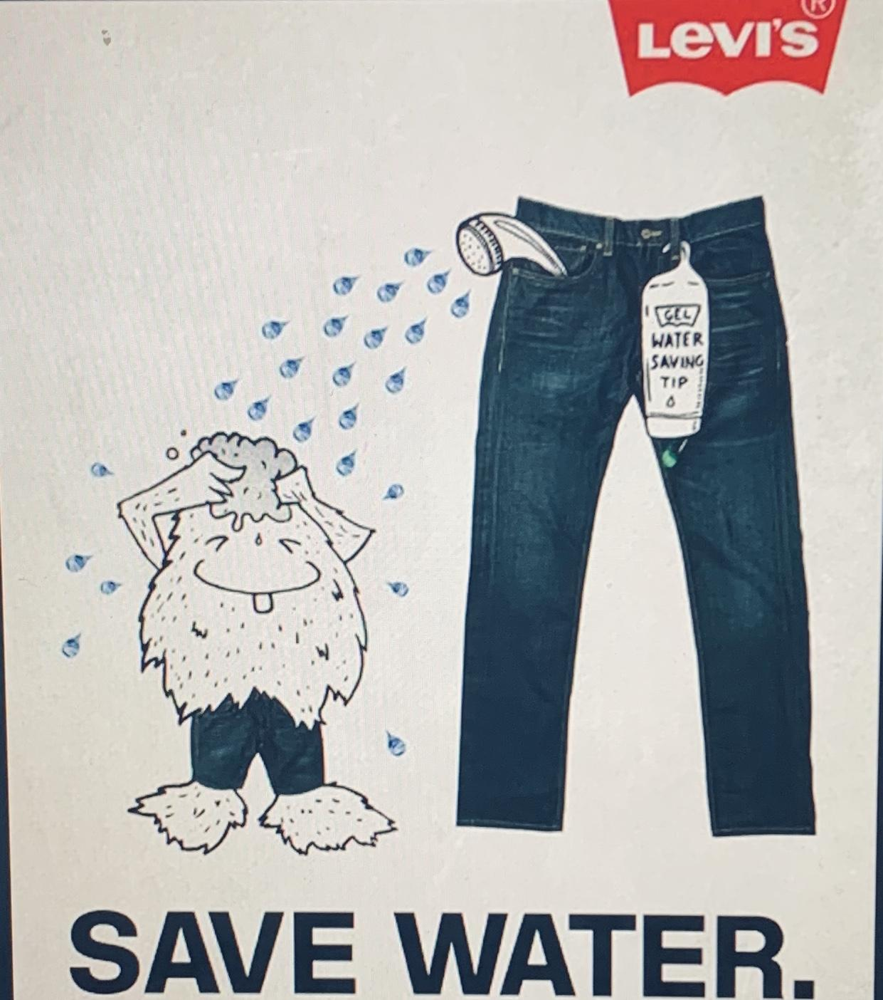 LEVI'S ®
GEL
WATER
SAVING
TIP
SAVE WATER.